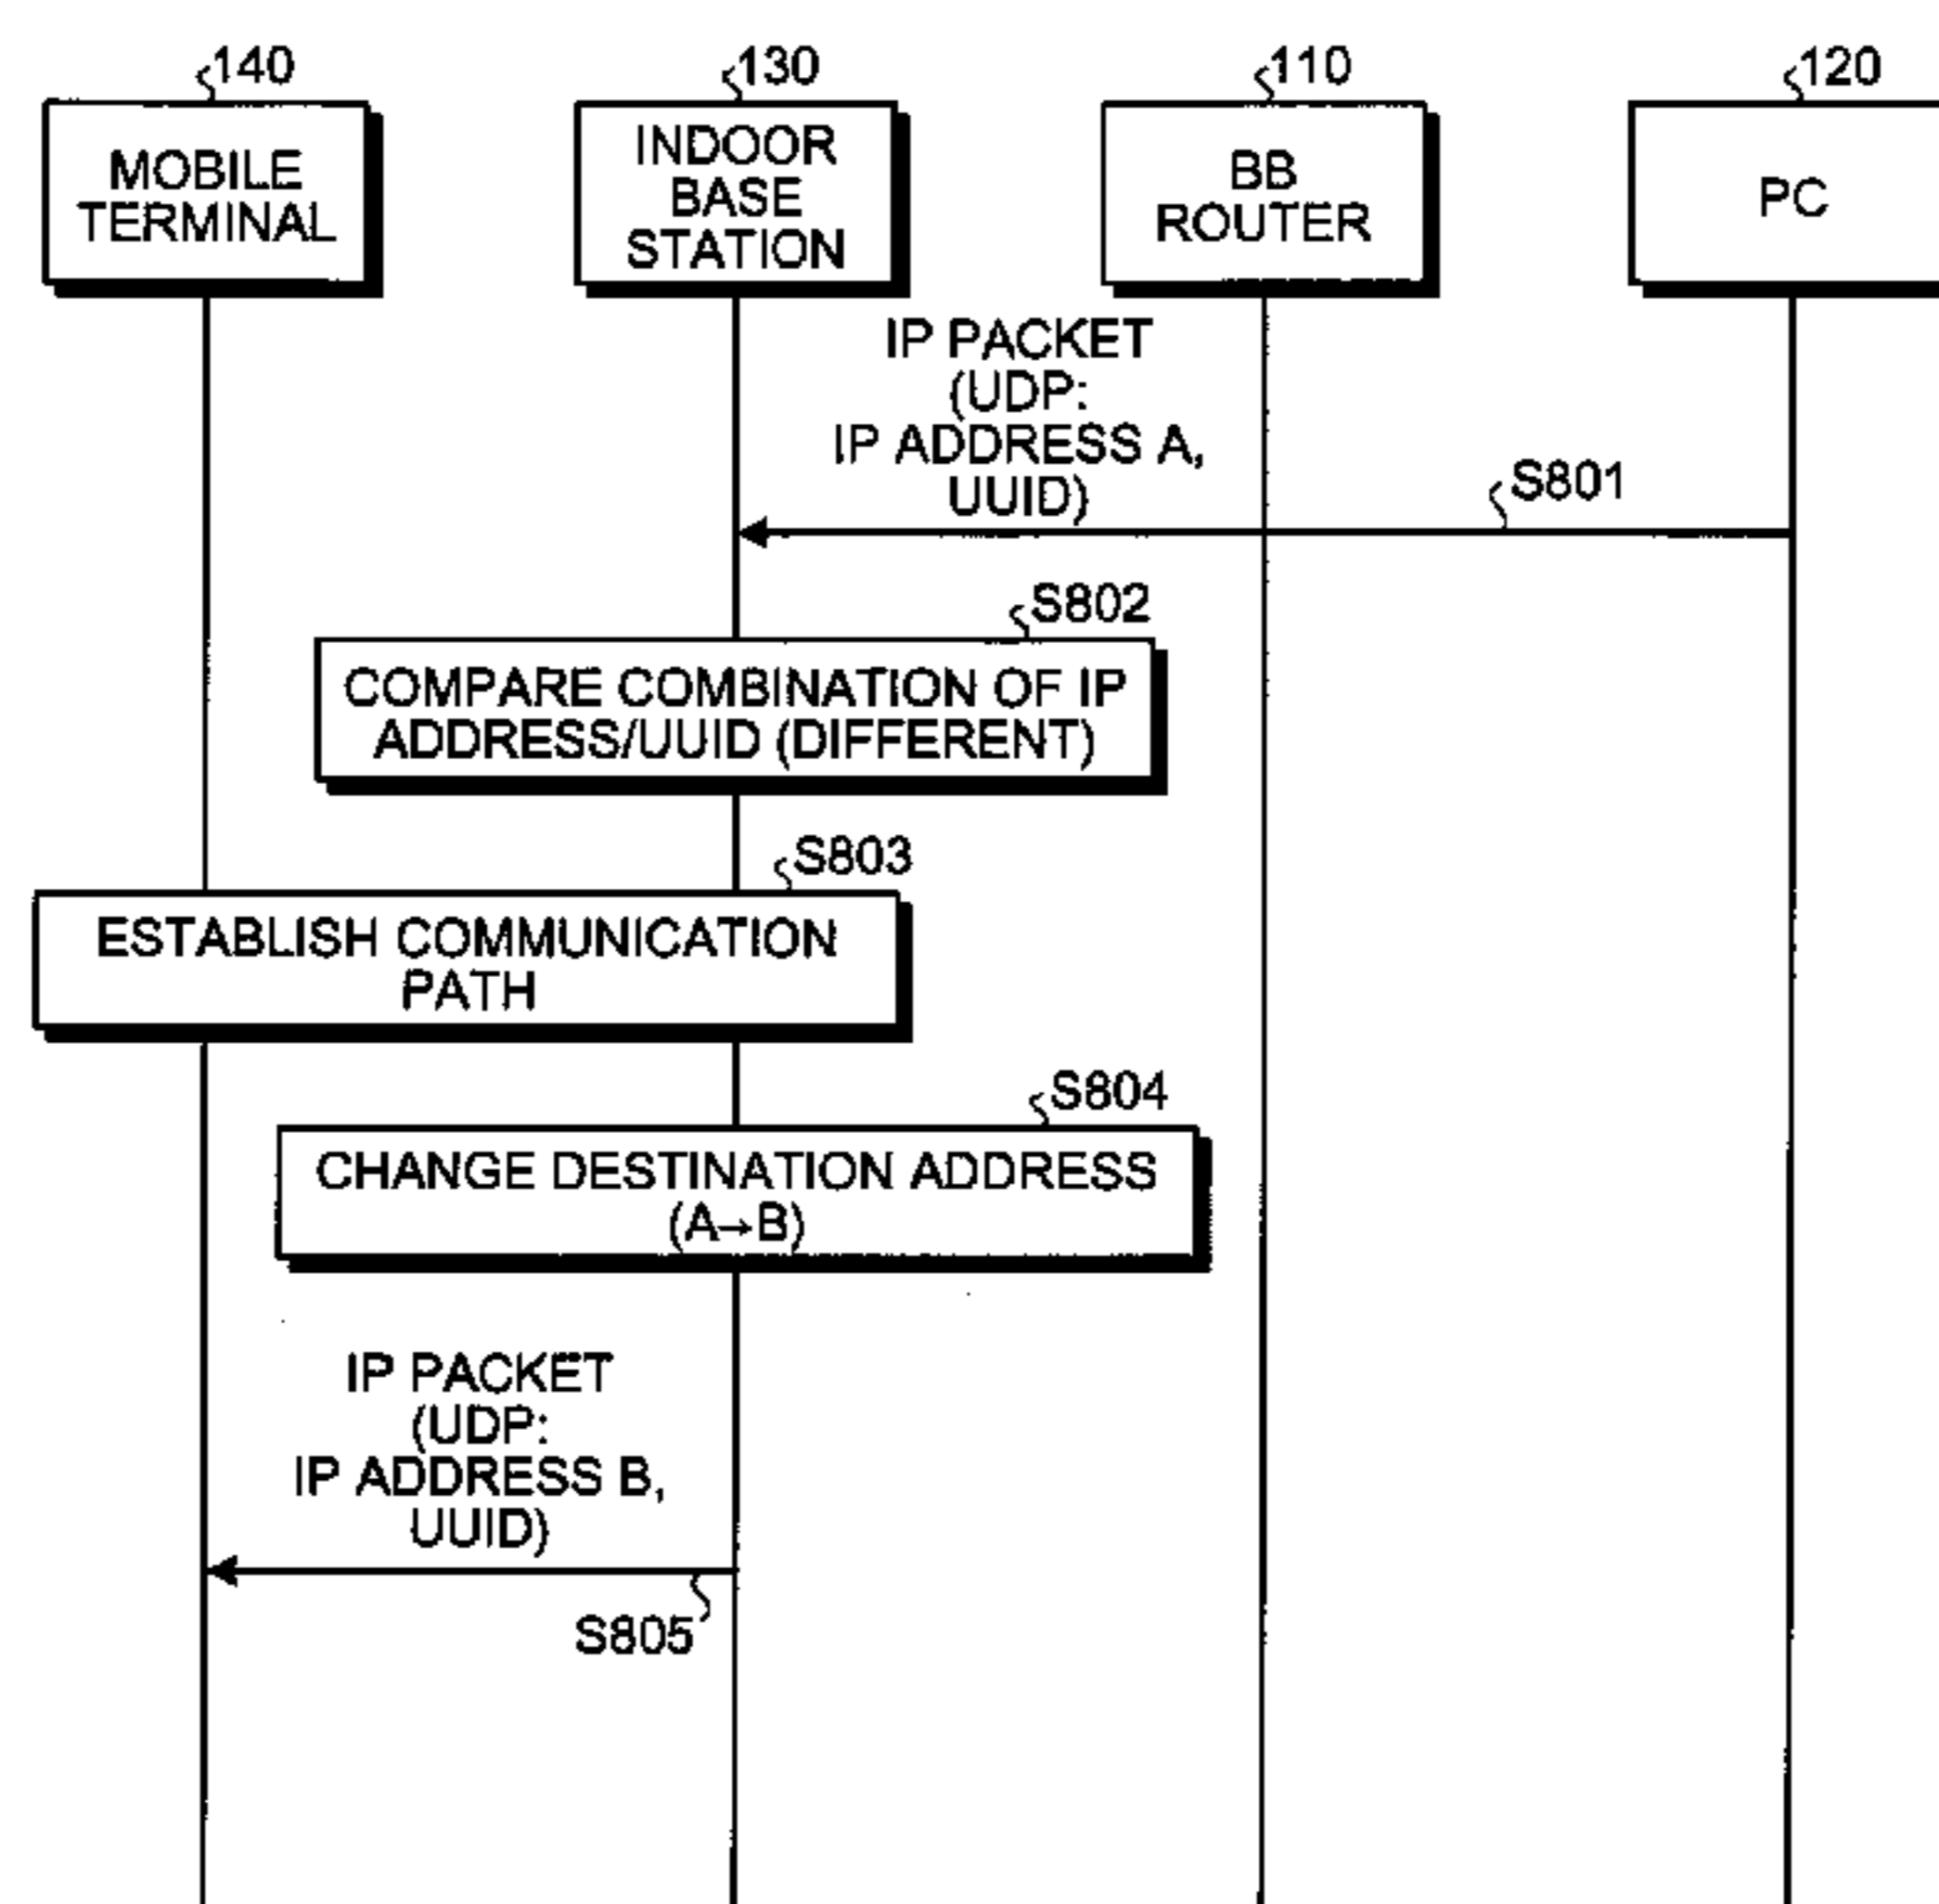 140
130
110
120
MOBILE
TERMINAL
INDOOR
BASE
STATION
BB
ROUTER
PC
IP PACKET
(UDP:
IP ADDRESS A,
UUID)
S801
S802
COMPARE COMBINATION OF IP
ADDRESS/UUID (DIFFERENT)
S803
ESTABLISH COMMUNICATION
PATH
S804
CHANGE DESTINATION ADDRESS
(A→B)
IP PACKET
(UDP:
IP ADDRESS B,
UUID)
S805